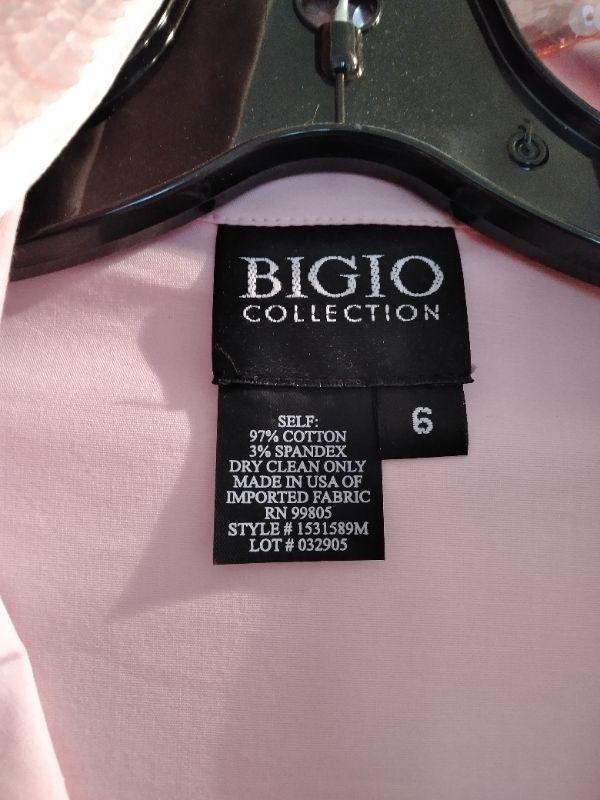 BIGIO
COLLECTION
6
SELF:
97% COTTON
3% SPANDEX
DRY CLEAN ONLY
MADE IN USA OF
IMPORTED FABRIC
RN 99805
STYLE # 1531589M
LOT # 032905